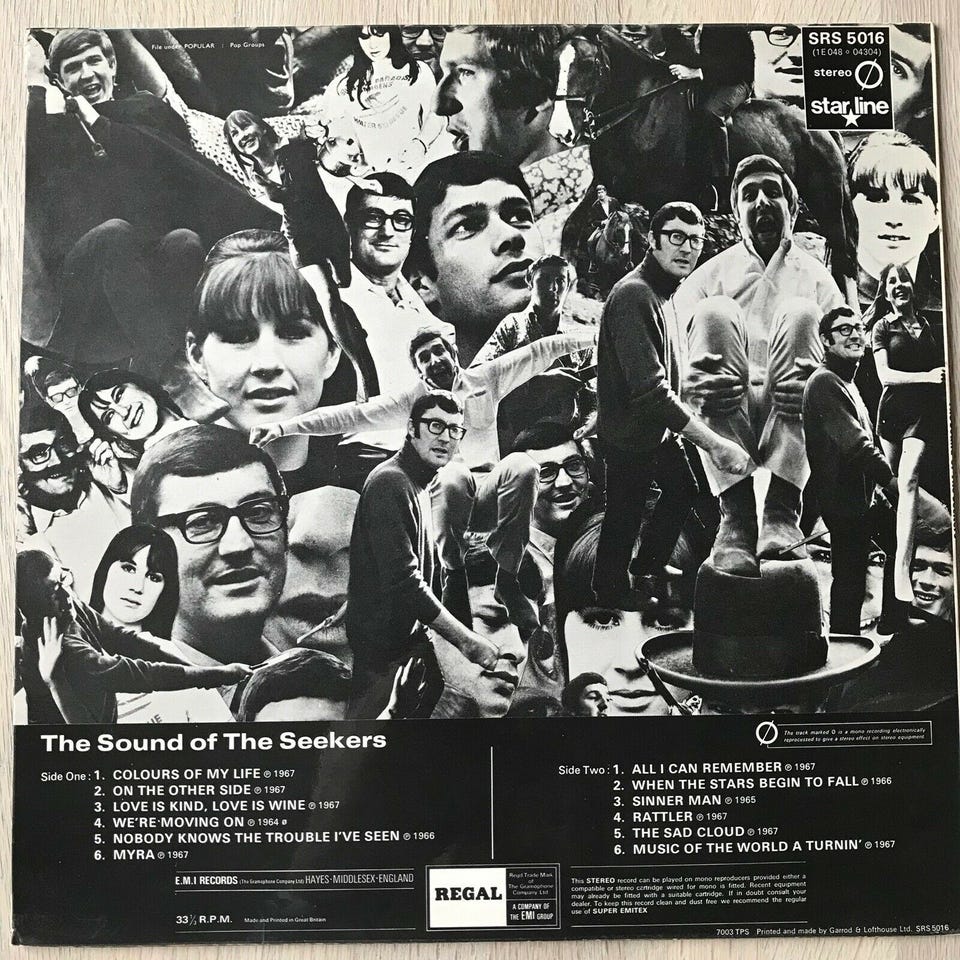 File under POPULAR : Pop Groups
SRS 5016
(1E 048 o 04304)
stereo Ø
starline
The Sound of The Seekers
Ø The track marked O is a mono recording electronically
reprocessed to give a stereo effect on stereo equipment
Side One : 1. COLOURS OF MY LIFE ℗ 1967
2. ON THE OTHER SIDE ℗ 1967
3. LOVE IS KIND, LOVE IS WINE ℗ 1967
4. WE'RE MOVING ON ℗ 1964 ø
5. NOBODY KNOWS THE TROUBLE I'VE SEEN ℗ 1966
6. MYRA ℗ 1967
Side Two : 1. ALL I CAN REMEMBER ℗ 1967
2. WHEN THE STARS BEGIN TO FALL ℗ 1966
3. SINNER MAN ℗ 1965
4. RATTLER ℗ 1967
5. THE SAD CLOUD ℗ 1967
6. MUSIC OF THE WORLD A TURNIN' ℗ 1967
E.M.I RECORDS (The Gramophone Company Ltd) HAYES·MIDDLESEX·ENGLAND
33⅓ R.P.M. Made and Printed in Great Britain
REGAL
Regd Trade Mark
of The Gramophone
Company Ltd
A COMPANY OF
THE EMI GROUP
This STEREO record can be played on mono reproducers provided either a
compatible or stereo cartridge wired for mono is fitted. Recent equipment
may already be fitted with a suitable cartridge. If in doubt consult your
dealer. To keep this record clean and dust free we recommend the regular
use of SUPER EMITEX
7003 TPS Printed and made by Garrod & Lofthouse Ltd. SRS 5016